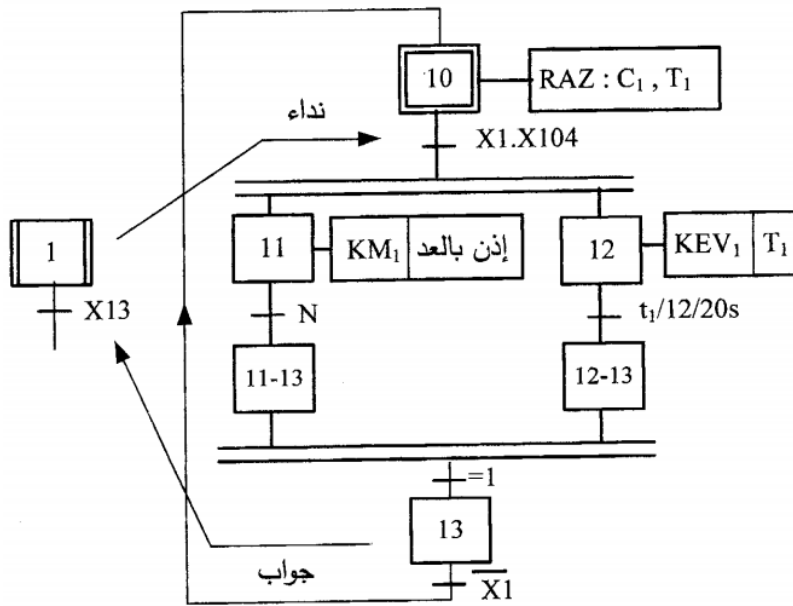 10
RAZ : C₁ , T₁
نداء
X1.X104
1
11
KM₁ إذن بالعد
12
KEV₁ T₁
X13
N
t₁/12/20s
11-13
12-13
=1
13
جواب
X̅1̅